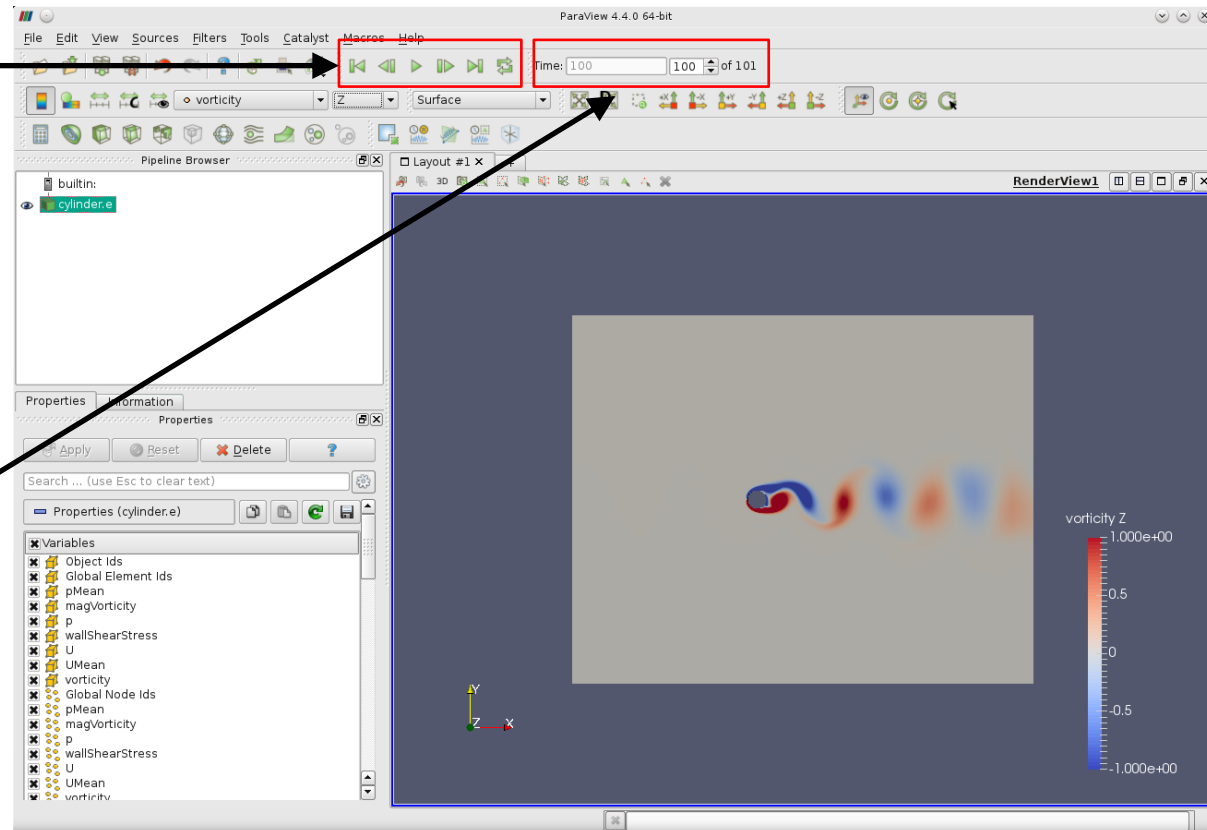 ParaView 4.4.0 64-bit
File Edit View Sources Filters Tools Catalyst Macros Help
Time: 100 100 of 101
vorticity Z Surface
Pipeline Browser
Layout #1
builtin:
cylinder.e
3D
RenderView1
Properties Information
Properties
Apply Reset Delete ?
Search ... (use Esc to clear text)
Properties (cylinder.e)
Variables
Object Ids
Global Element Ids
pMean
magVorticity
p
wallShearStress
U
UMean
vorticity
Global Node Ids
pMean
magVorticity
p
wallShearStress
U
UMean
vorticity
vorticity Z
1.000e+00
0.5
0
-0.5
-1.000e+00
Y
Z X